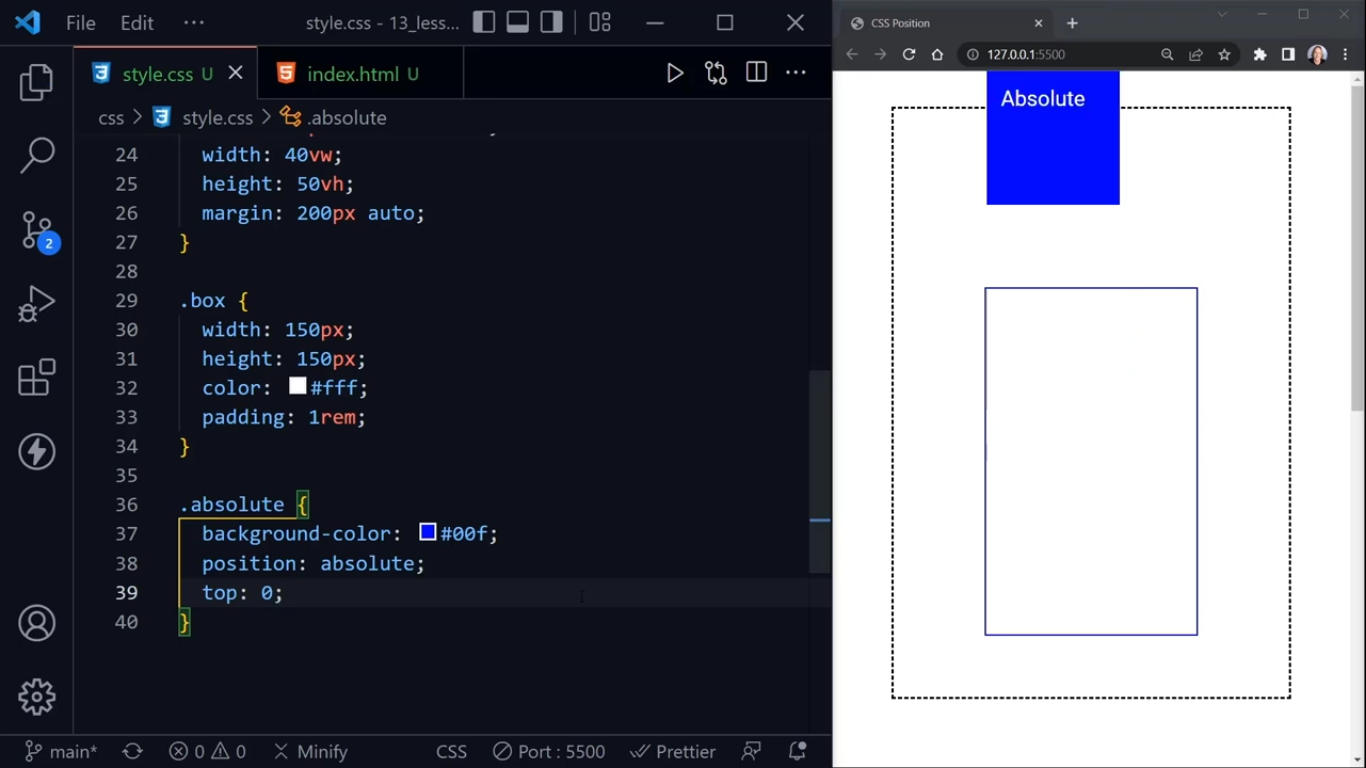 File Edit ··· style.css - 13_less...
style.css U index.html U
css > style.css > .absolute
24 width: 40vw;
25 height: 50vh;
26 margin: 200px auto;
27 }
28
29 .box {
30 width: 150px;
31 height: 150px;
32 color: #fff;
33 padding: 1rem;
34 }
35
36 .absolute {
37 background-color: #00f;
38 position: absolute;
39 top: 0;
40 }
2
main* 0 0 Minify CSS Port : 5500 Prettier
CSS Position
127.0.0.1:5500
Absolute